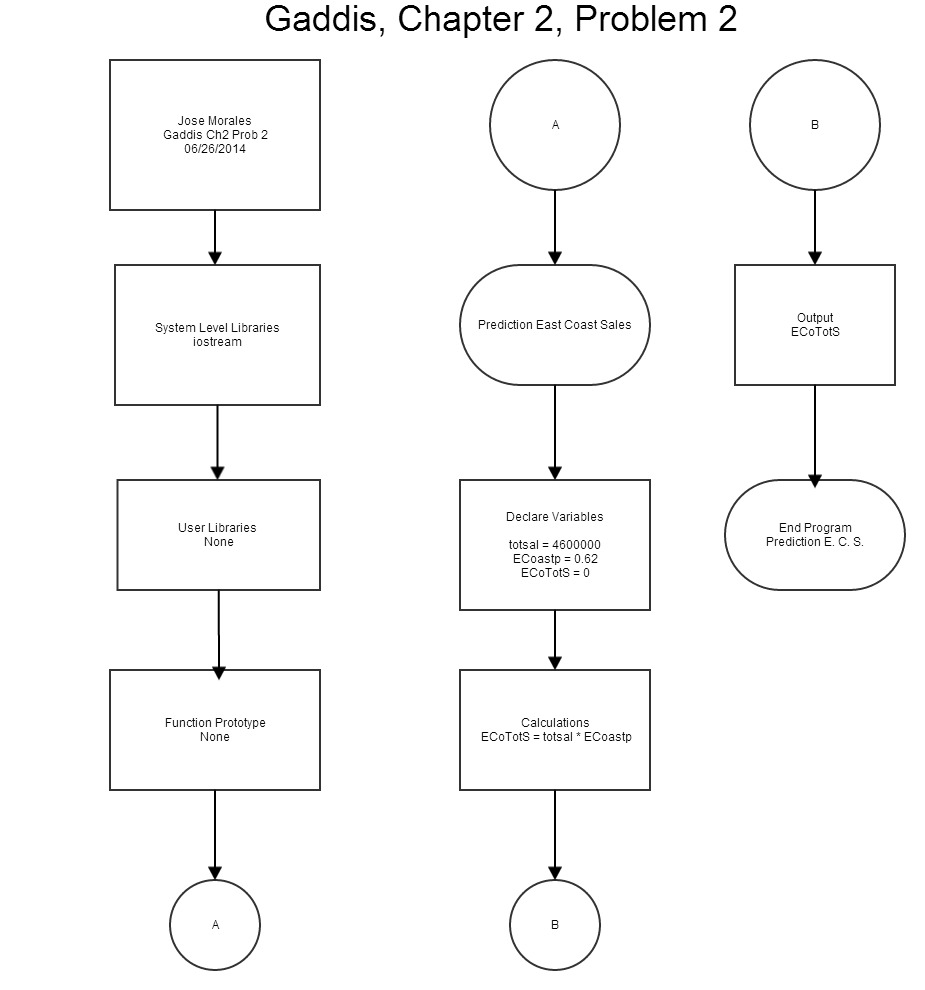 Gaddis, Chapter 2, Problem 2
Jose Morales
Gaddis Ch2 Prob 2
06/26/2014
System Level Libraries
iostream
User Libraries
None
Function Prototype
None
A
A
Prediction East Coast Sales
Declare Variables
totsal = 4600000
ECoastp = 0.62
ECoTotS = 0
Calculations
ECoTotS = totsal * ECoastp
B
B
Output
ECoTotS
End Program
Prediction E. C. S.